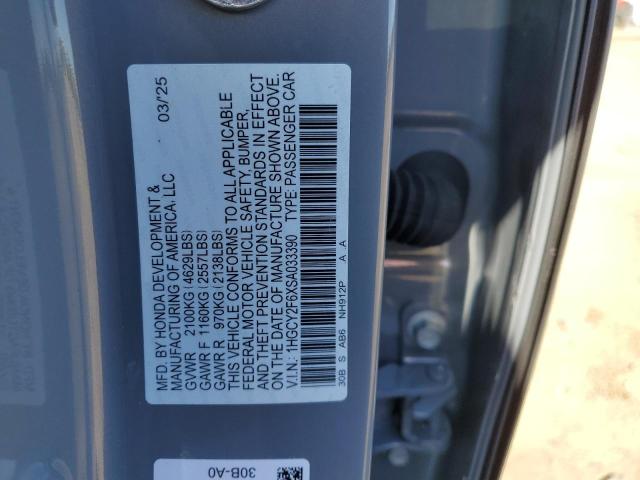 MFD. BY HONDA DEVELOPMENT & 03/25
MANUFACTURING OF AMERICA, LLC
GVWR 2100KG(4629LBS)
GAWR F 1160KG(2557LBS)
GAWR R 970KG(2138LBS)
THIS VEHICLE CONFORMS TO ALL APPLICABLE
FEDERAL MOTOR VEHICLE SAFETY, BUMPER,
AND THEFT PREVENTION STANDARDS IN EFFECT
ON THE DATE OF MANUFACTURE SHOWN ABOVE.
V.I.N.: 1HGCY2F6XSA033390 TYPE: PASSENGER CAR
30B S AB6 NH912P A A
30B-A0